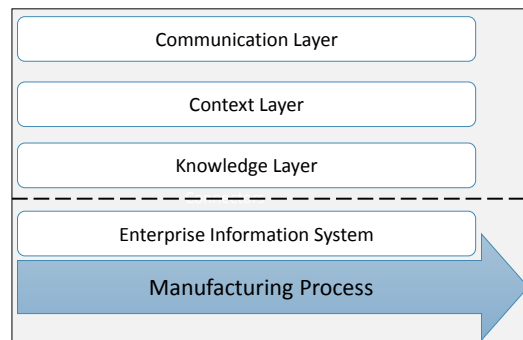 Communication Layer
Context Layer
Knowledge Layer
Enterprise Information System
Manufacturing Process